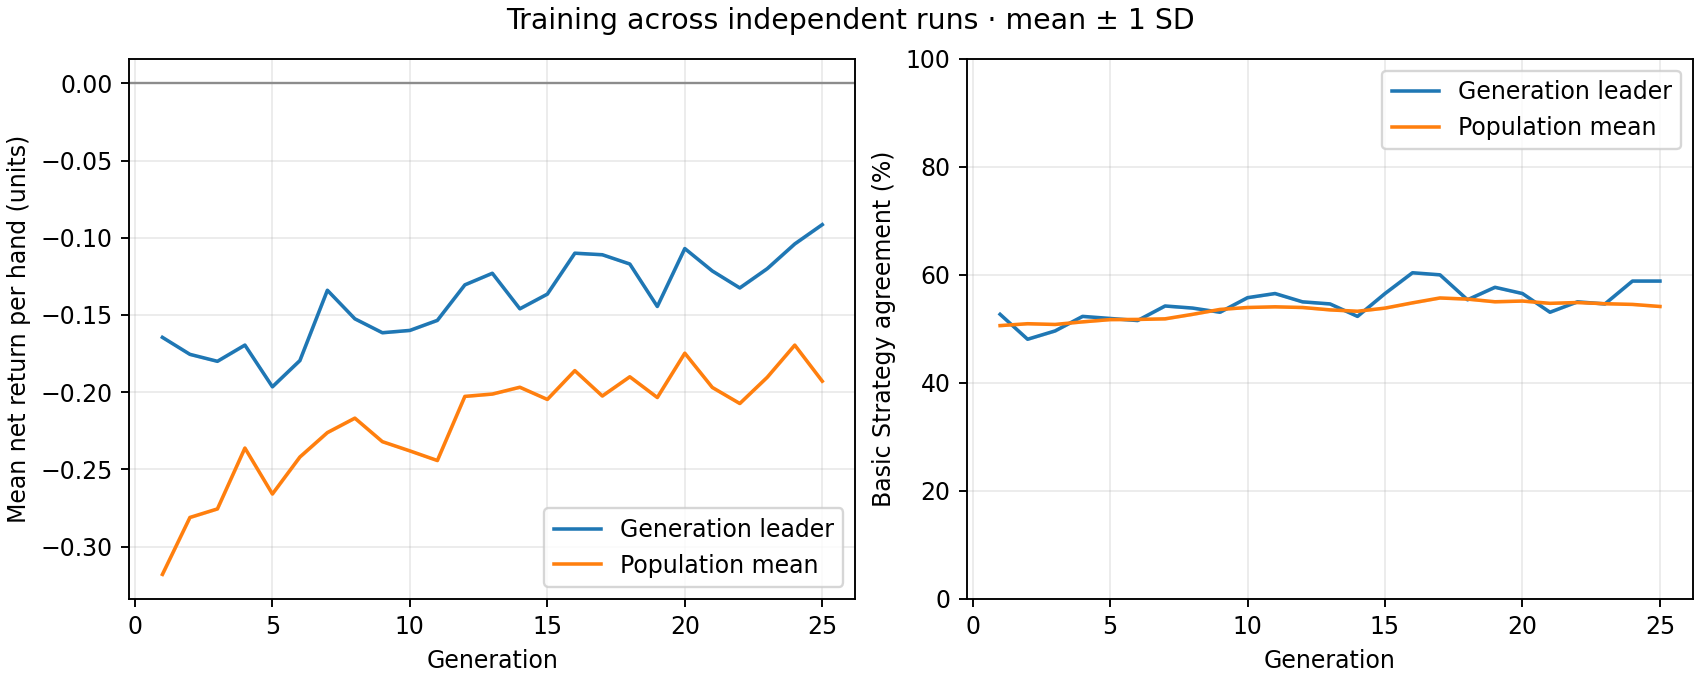 Training across independent runs · mean ± 1 SD
Mean net return per hand (units)
0.00
−0.05
−0.10
−0.15
−0.20
−0.25
−0.30
Generation leader
Population mean
0 5 10 15 20 25
Generation
Basic Strategy agreement (%)
100
80
60
40
20
0
Generation leader
Population mean
0 5 10 15 20 25
Generation